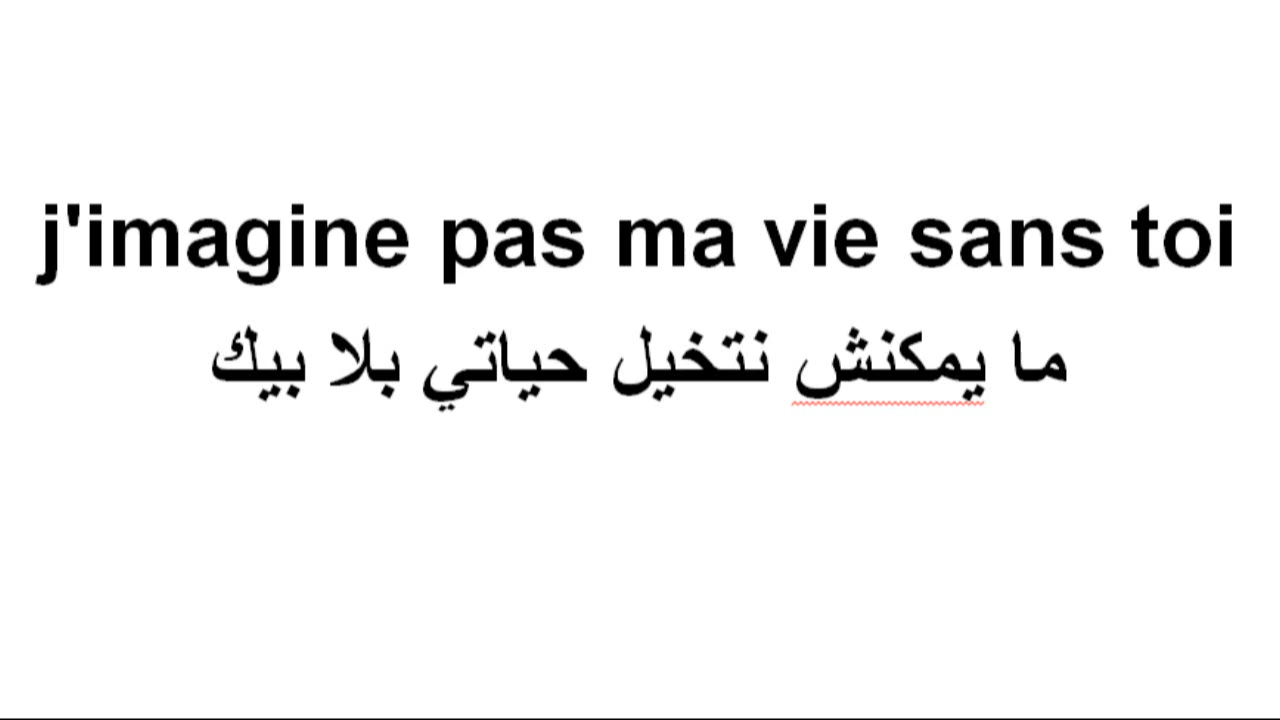 j'imagine pas ma vie sans toi
ما يمكنش نتخيل حياتي بلا بيك